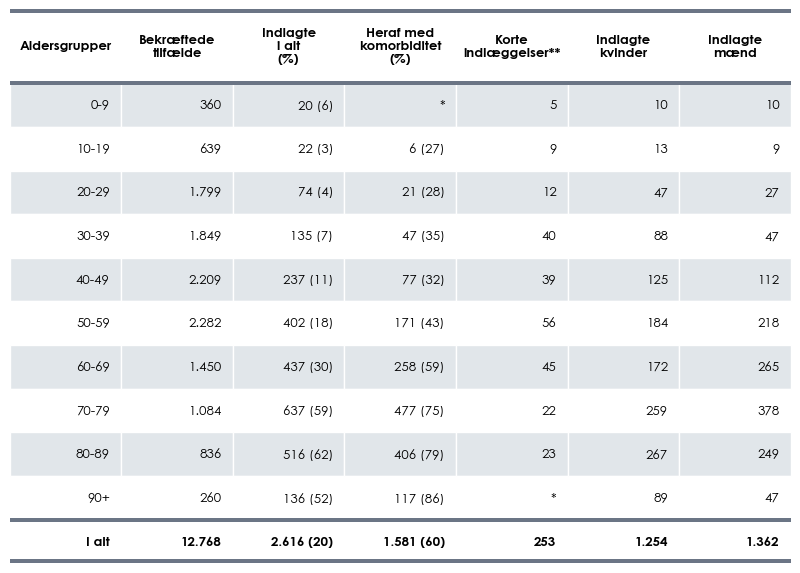 Aldersgrupper Bekræftede tilfælde Indlagte I alt (%) Heraf med komorbiditet (%) Korte Indlæggelser** Indlagte kvinder Indlagte mænd
0-9 360 20 (6) * 5 10 10
10-19 639 22 (3) 6 (27) 9 13 9
20-29 1.799 74 (4) 21 (28) 12 47 27
30-39 1.849 135 (7) 47 (35) 40 88 47
40-49 2.209 237 (11) 77 (32) 39 125 112
50-59 2.282 402 (18) 171 (43) 56 184 218
60-69 1.450 437 (30) 258 (59) 45 172 265
70-79 1.084 637 (59) 477 (75) 22 259 378
80-89 836 516 (62) 406 (79) 23 267 249
90+ 260 136 (52) 117 (86) * 89 47
I alt 12.768 2.616 (20) 1.581 (60) 253 1.254 1.362